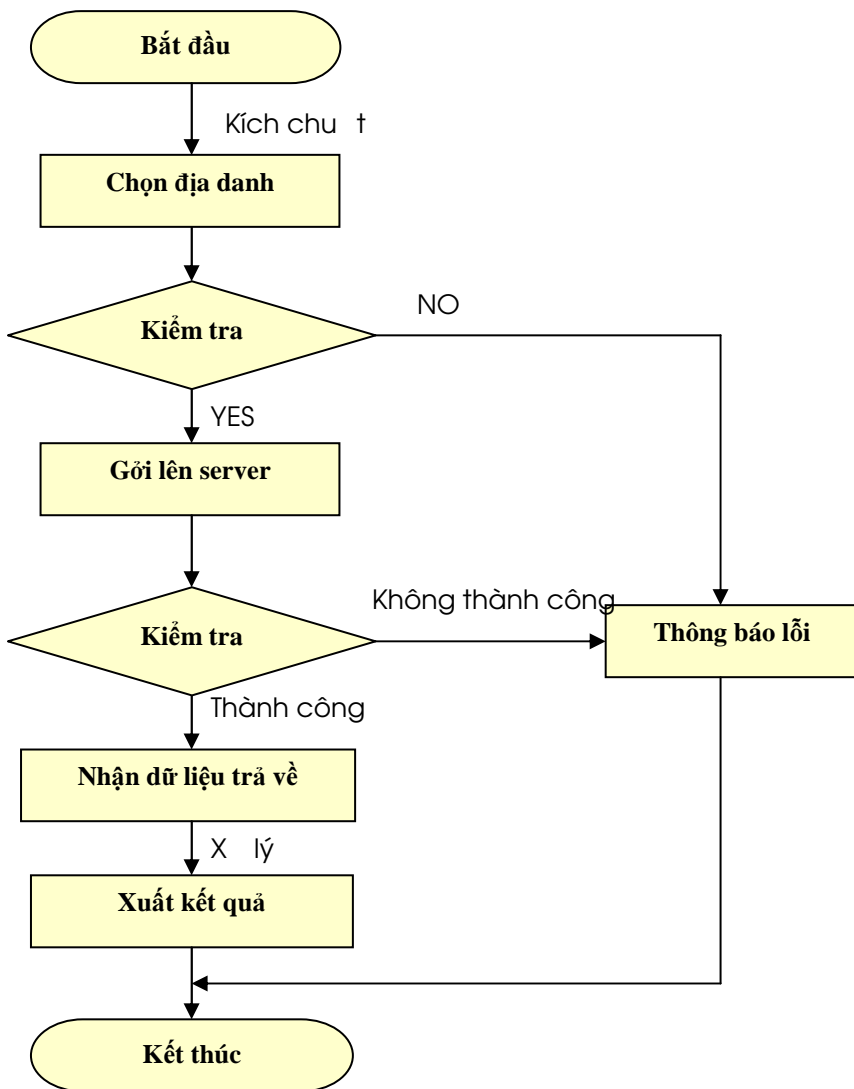 Bắt đầu
Kích chu t
Chọn địa danh
NO
Kiểm tra
YES
Gởi lên server
Không thành công
Kiểm tra
Thông báo lỗi
Thành công
Nhận dữ liệu trả về
X lý
Xuất kết quả
Kết thúc